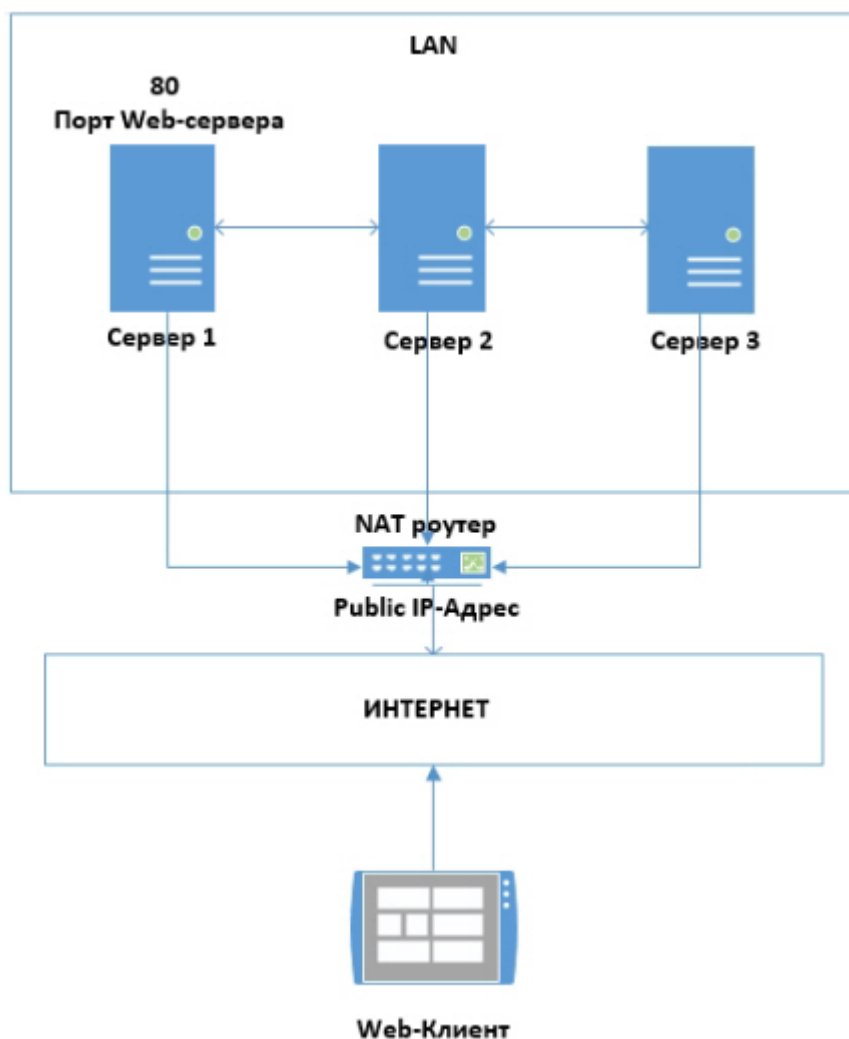 LAN
80
Порт Web-сервера
Сервер 1
Сервер 2
Сервер 3
NAT роутер
Public IP-Адрес
ИНТЕРНЕТ
Web-Клиент